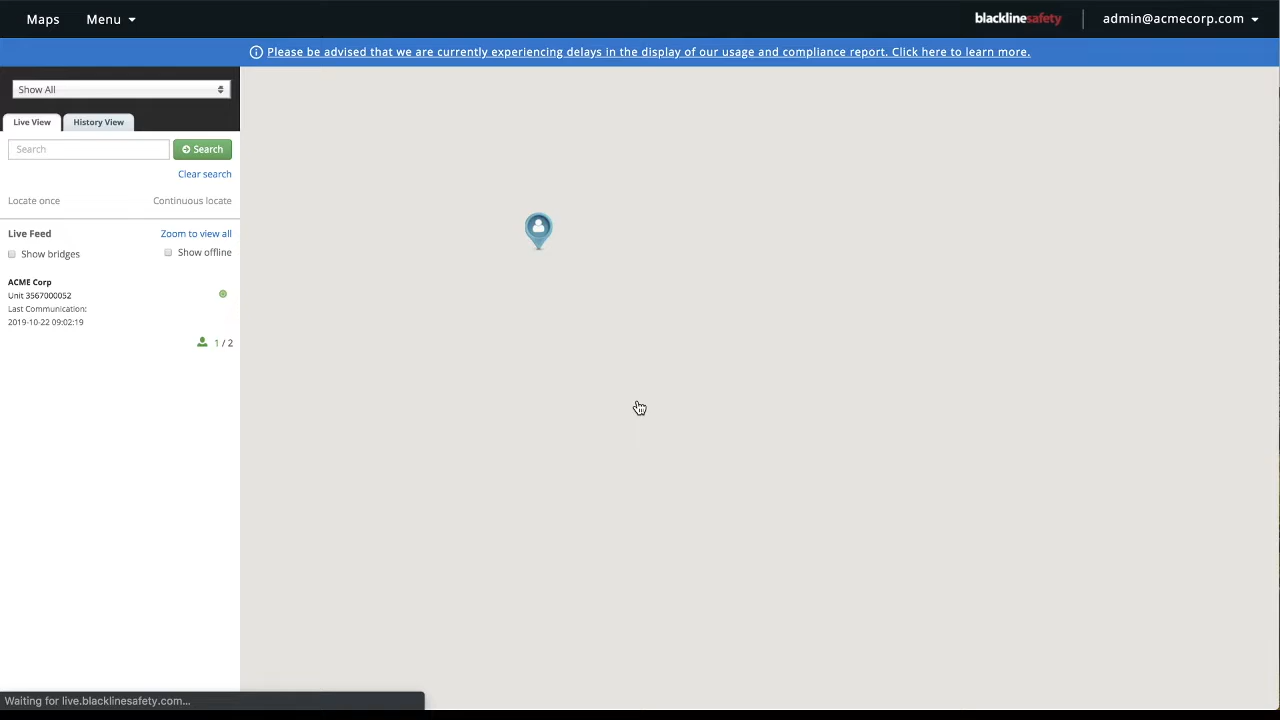 Maps Menu blacklinesafety admin@acmecorp.com
Please be advised that we are currently experiencing delays in the display of our usage and compliance report. Click here to learn more.
Show All
Live View History View
Search Search
Clear search
Locate once Continuous locate
Live Feed Zoom to view all
Show bridges Show offline
ACME Corp
Unit 3567000052
Last Communication:
2019-10-22 09:02:19
1 / 2
Waiting for live.blacklinesafety.com...